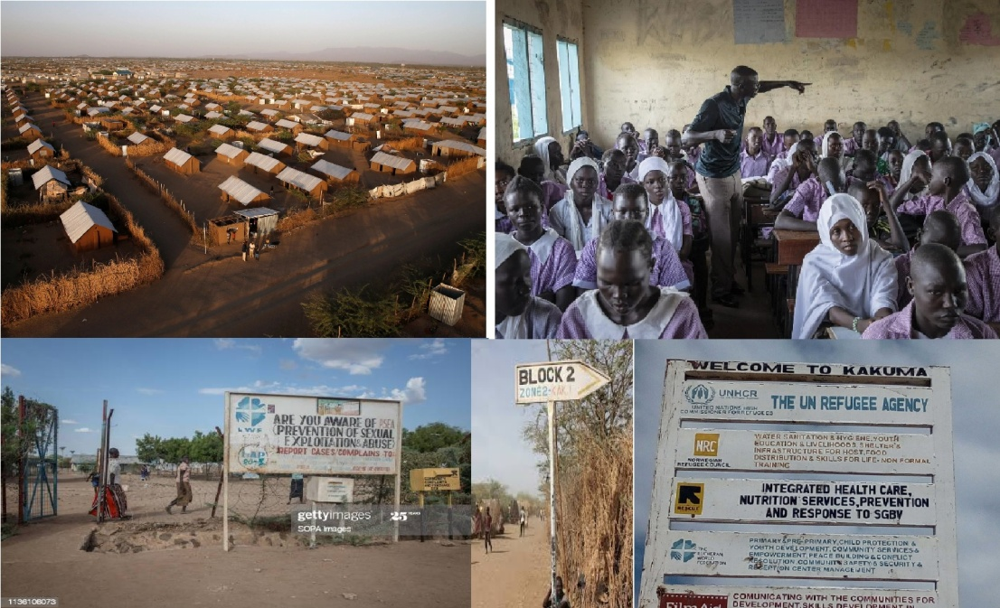 LWF
ARE YOU AWARE OF PSEA
(PREVENTION OF SEXUAL
EXPLOITATION & ABUSE)
REPORT CASES/COMPLAINTS TO:
gettyimages 25 YEARS
SOPA Images
1136106073
BLOCK 2
ZONE2-KAK.1
WELCOME TO KAKUMA
UNHCR
UNITED NATIONS HIGH
COMMISSIONER FOR REFUGEES
THE UN REFUGEE AGENCY
NRC
NORWEGIAN
REFUGEE COUNCIL
WATER SANITATION & HYGIENE, YOUTH
EDUCATION & LIVELIHOODS, SHELTER &
INFRASTRUCTURE FOR HOST, FOOD
DISTRIBUTION & SKILLS FOR LIFE- NON FORMAL
TRAINING
RESCUE
INTEGRATED HEALTH CARE,
NUTRITION SERVICES,PREVENTION
AND RESPONSE TO SGBV
THE
LUTHERAN
WORLD
FEDERATION
PRIMARY&PRE-PRIMARY,CHILD PROTECTION &
YOUTH DEVELOPMENT, COMMUNITY SERVICES &
EMPOWERMENT, PEACE BUILDING & CONFLICT
RESOLUTION COMMUNITY SAFETY & SECURITY &
RECEPTION CENTER MANAGEMENT
FilmAid
COMUNICATING WITH THE COMMUNITIES FOR
DEVELOPMENT, SKILLS DEVELOPMENT IN